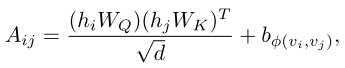 $A_{ij} = \frac{(h_i W_Q)(h_j W_K)^T}{\sqrt{d}} + b_{\phi(v_i, v_j)},$